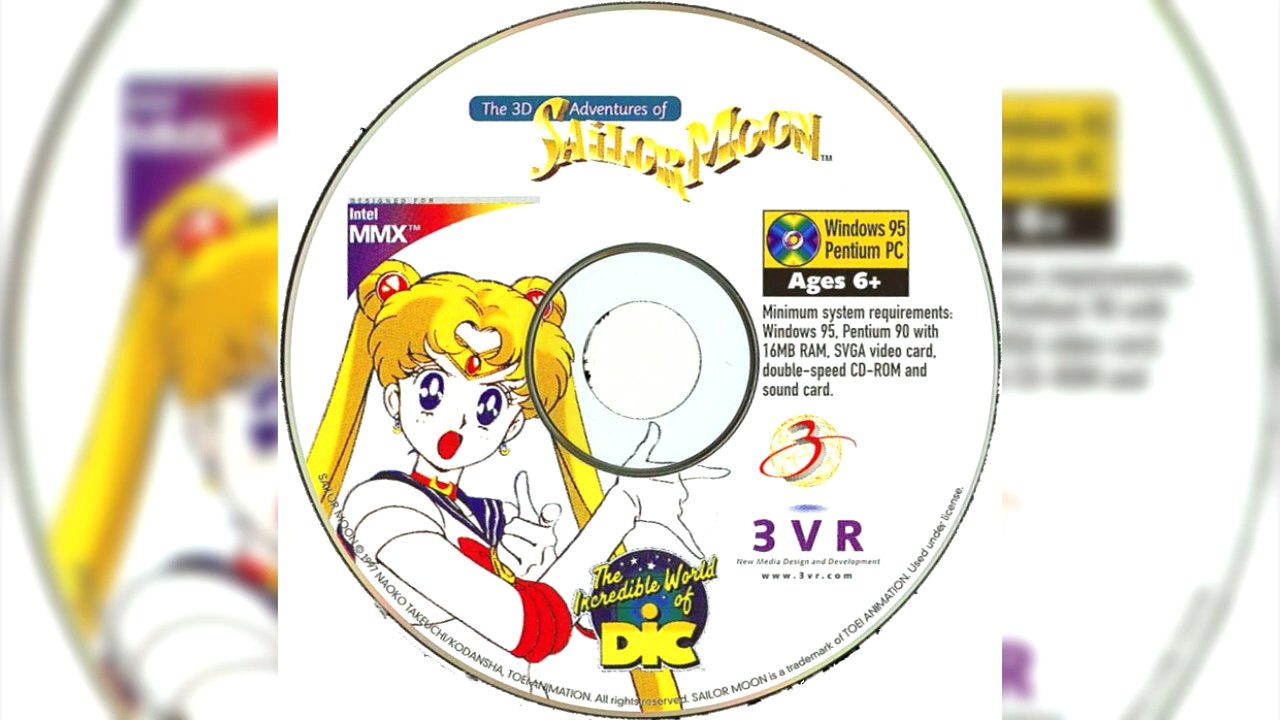 The 3D Adventures of
SAILOR MOON™
DESIGNED FOR
Intel
MMX™
Windows 95
Pentium PC
Ages 6+
Minimum system requirements:
Windows 95, Pentium 90 with
16MB RAM, SVGA video card,
double-speed CD-ROM and
sound card.
3
3VR
New Media Design and Development
www.3vr.com
The
Incredible World
of
DiC
SAILOR MOON © 1997 NAOKO TAKEUCHI/KODANSHA, TOEI ANIMATION. All rights reserved. SAILOR MOON is a trademark of TOEI ANIMATION. Used under license.